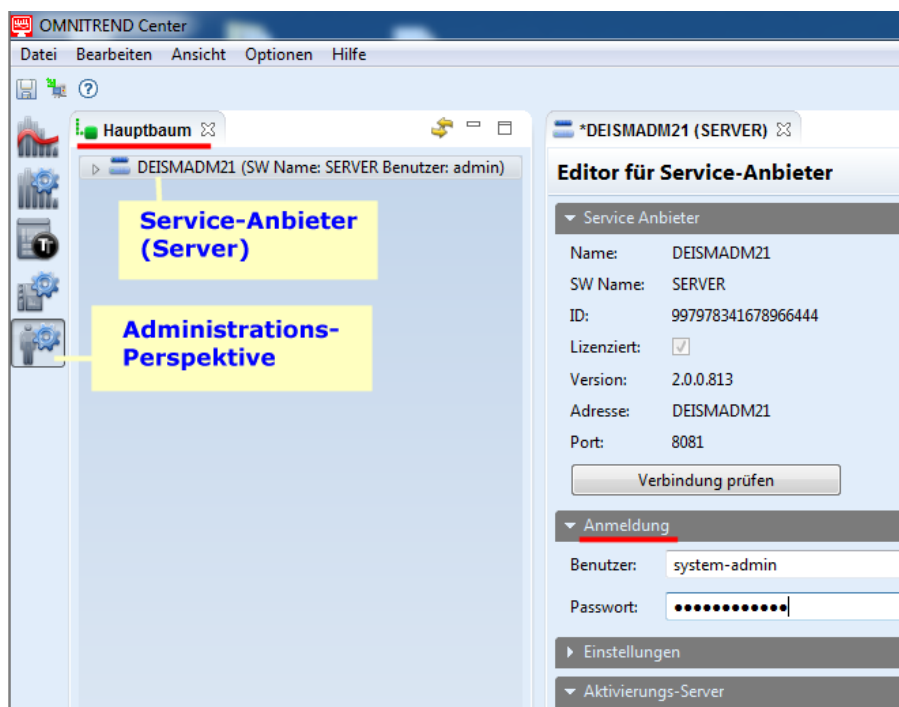 OMNITREND Center
Datei Bearbeiten Ansicht Optionen Hilfe
Hauptbaum
DEISMADM21 (SW Name: SERVER Benutzer: admin)
Service-Anbieter
(Server)
Administrations-
Perspektive
*DEISMADM21 (SERVER)
Editor für Service-Anbieter
Service Anbieter
Name: DEISMADM21
SW Name: SERVER
ID: 997978341678966444
Lizenziert:
Version: 2.0.0.813
Adresse: DEISMADM21
Port: 8081
Verbindung prüfen
Anmeldung
Benutzer: system-admin
Passwort: ●●●●●●●●●●●●
Einstellungen
Aktivierungs-Server